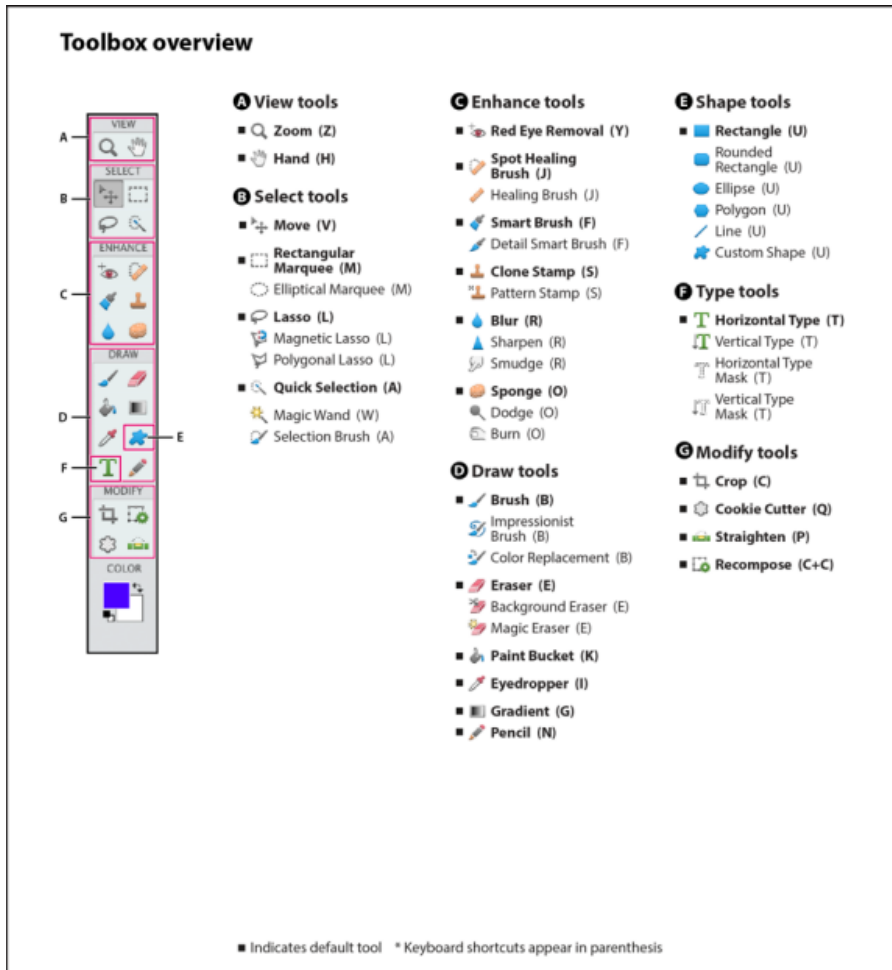 Toolbox overview
VIEW
A
SELECT
B
ENHANCE
C
DRAW
D
E
F
MODIFY
G
COLOR
A View tools
Zoom (Z)
Hand (H)
B Select tools
Move (V)
Rectangular
Marquee (M)
Elliptical Marquee (M)
Lasso (L)
Magnetic Lasso (L)
Polygonal Lasso (L)
Quick Selection (A)
Magic Wand (W)
Selection Brush (A)
C Enhance tools
Red Eye Removal (Y)
Spot Healing
Brush (J)
Healing Brush (J)
Smart Brush (F)
Detail Smart Brush (F)
Clone Stamp (S)
Pattern Stamp (S)
Blur (R)
Sharpen (R)
Smudge (R)
Sponge (O)
Dodge (O)
Burn (O)
D Draw tools
Brush (B)
Impressionist
Brush (B)
Color Replacement (B)
Eraser (E)
Background Eraser (E)
Magic Eraser (E)
Paint Bucket (K)
Eyedropper (I)
Gradient (G)
Pencil (N)
E Shape tools
Rectangle (U)
Rounded
Rectangle (U)
Ellipse (U)
Polygon (U)
Line (U)
Custom Shape (U)
F Type tools
Horizontal Type (T)
Vertical Type (T)
Horizontal Type
Mask (T)
Vertical Type
Mask (T)
G Modify tools
Crop (C)
Cookie Cutter (Q)
Straighten (P)
Recompose (C+C)
■ Indicates default tool * Keyboard shortcuts appear in parenthesis